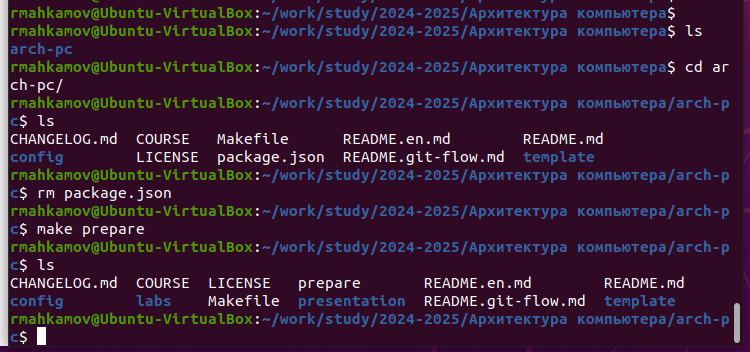 rmahkamov@Ubuntu-VirtualBox:~/work/study/2024-2025/Архитектура компьютера$
rmahkamov@Ubuntu-VirtualBox:~/work/study/2024-2025/Архитектура компьютера$ ls
arch-pc
rmahkamov@Ubuntu-VirtualBox:~/work/study/2024-2025/Архитектура компьютера$ cd ar
ch-pc/
rmahkamov@Ubuntu-VirtualBox:~/work/study/2024-2025/Архитектура компьютера/arch-p
c$ ls
CHANGELOG.md  COURSE   Makefile      README.en.md        README.md
config        LICENSE  package.json  README.git-flow.md  template
rmahkamov@Ubuntu-VirtualBox:~/work/study/2024-2025/Архитектура компьютера/arch-p
c$ rm package.json
rmahkamov@Ubuntu-VirtualBox:~/work/study/2024-2025/Архитектура компьютера/arch-p
c$ make prepare
rmahkamov@Ubuntu-VirtualBox:~/work/study/2024-2025/Архитектура компьютера/arch-p
c$ ls
CHANGELOG.md  COURSE  LICENSE   prepare       README.en.md        README.md
config        labs    Makefile  presentation  README.git-flow.md  template
rmahkamov@Ubuntu-VirtualBox:~/work/study/2024-2025/Архитектура компьютера/arch-p
c$